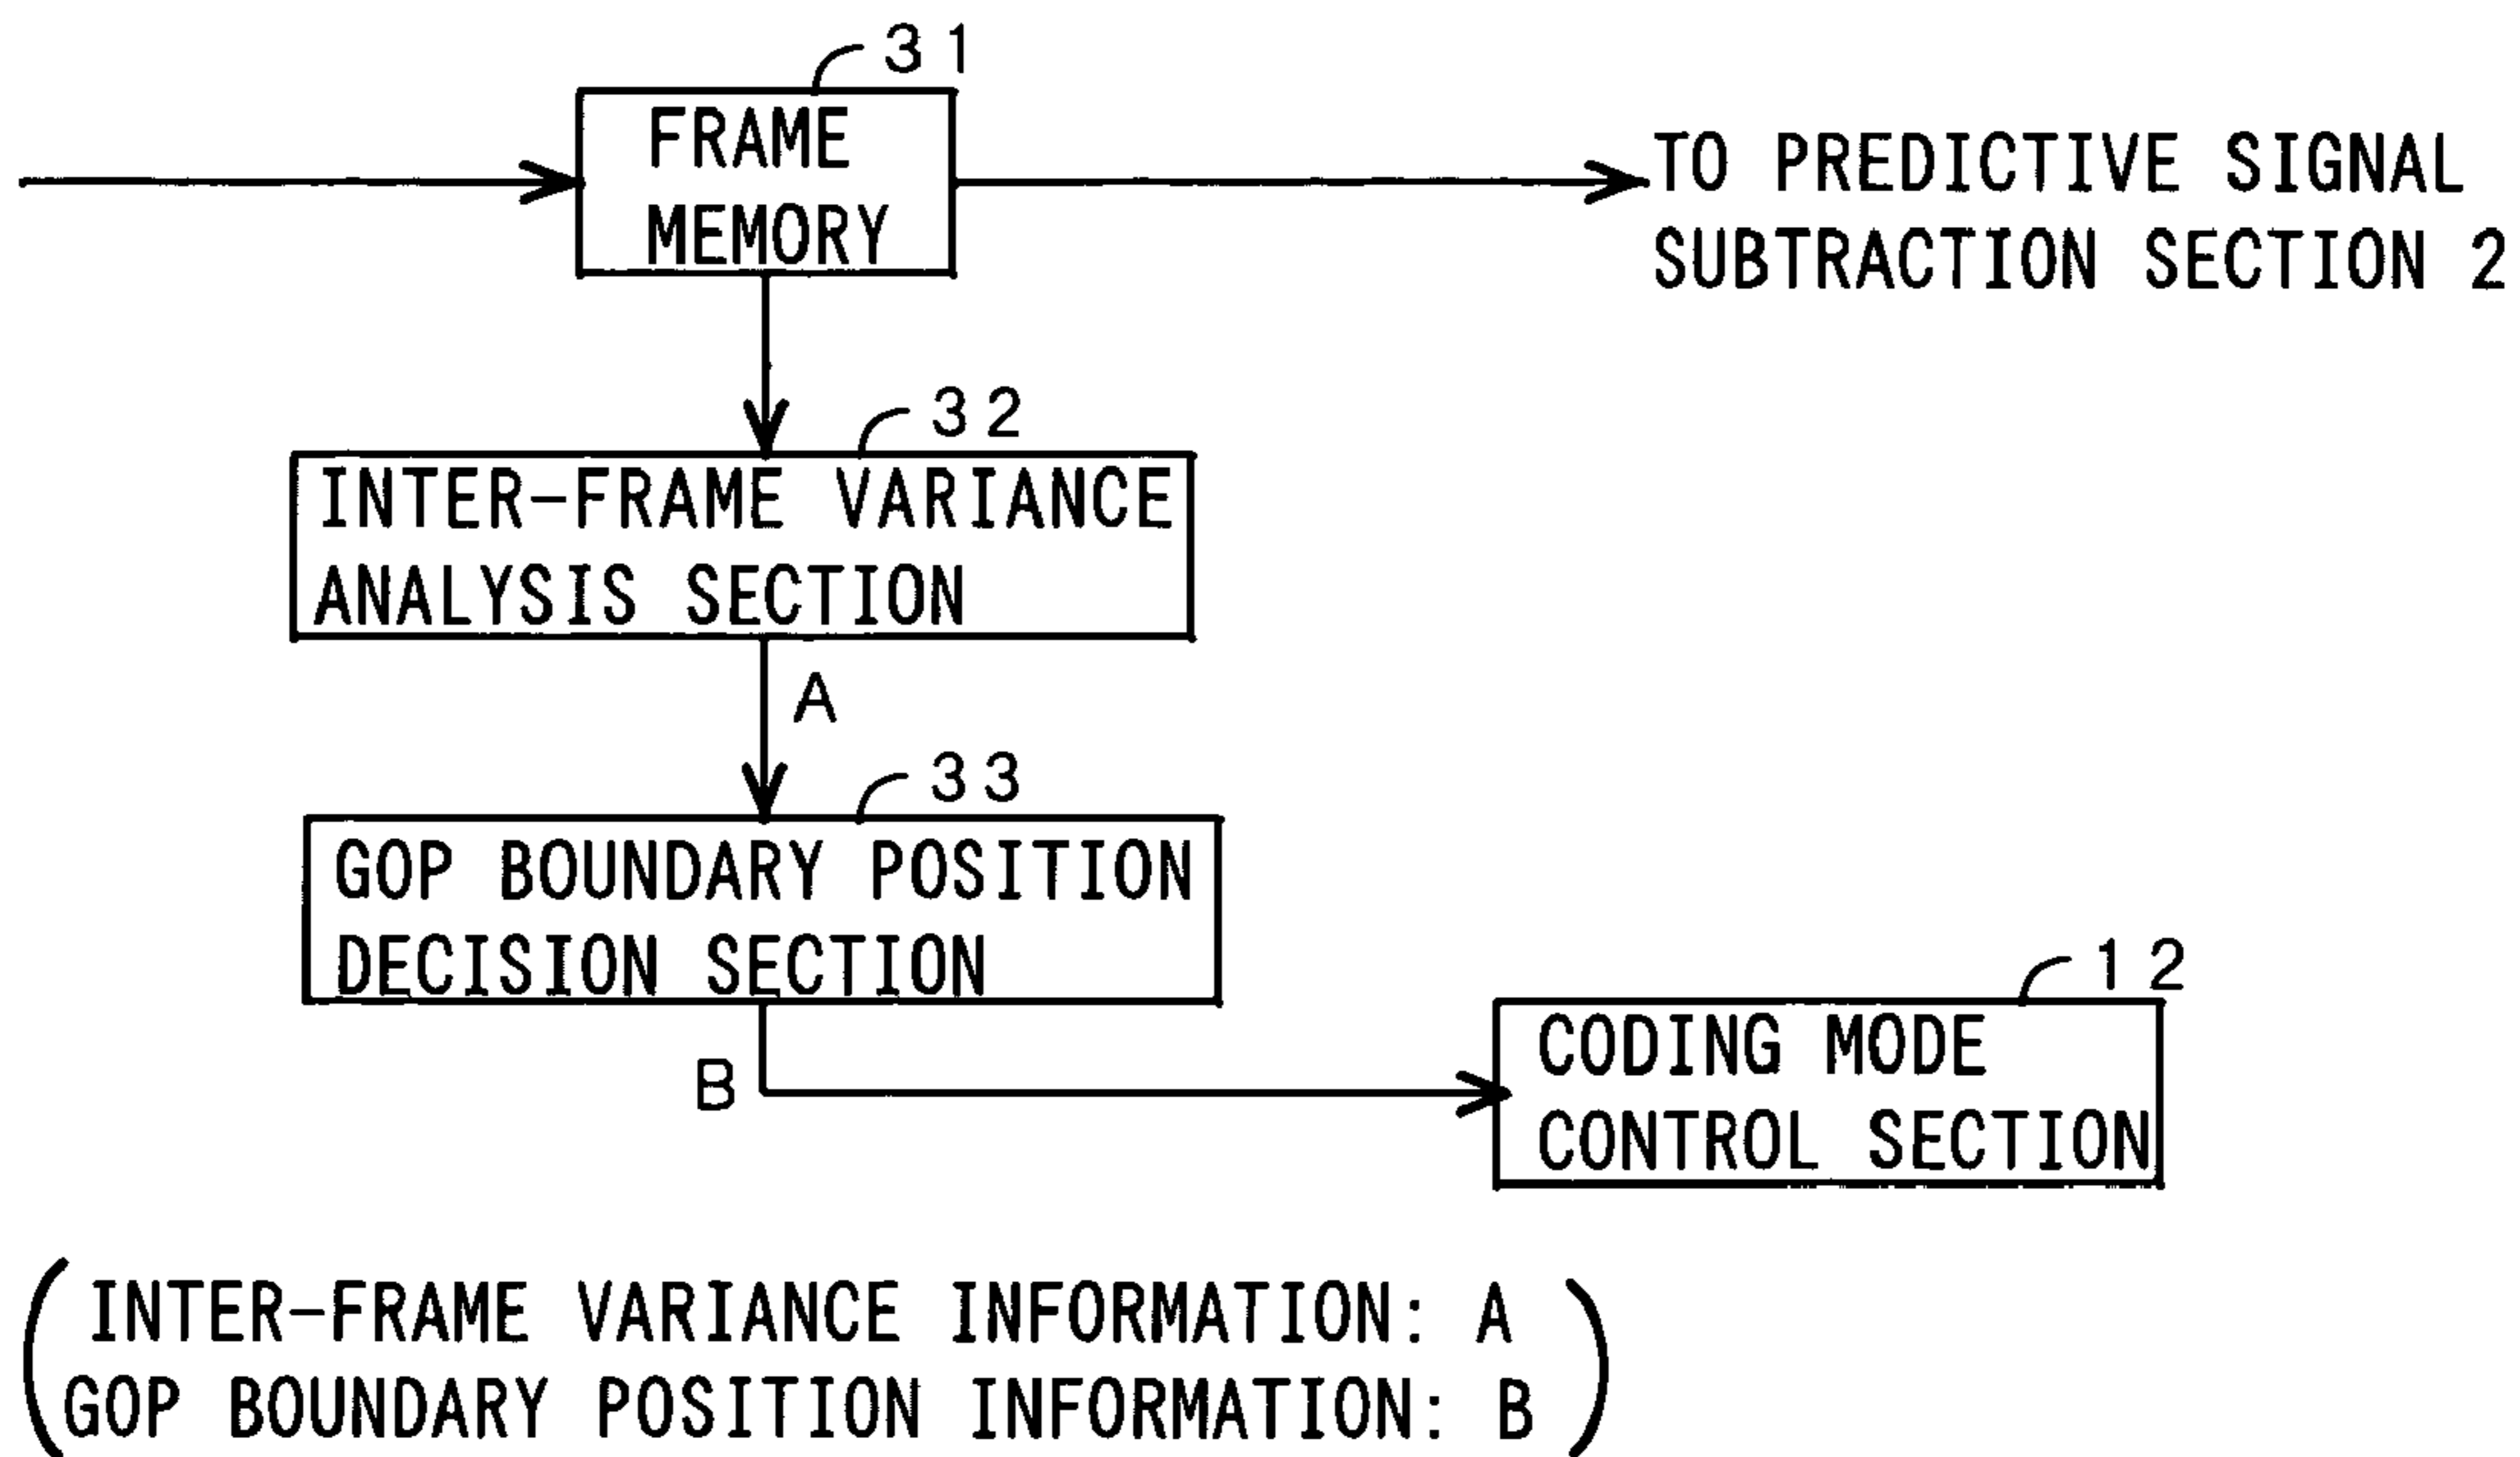 31
FRAME
MEMORY
TO PREDICTIVE SIGNAL
SUBTRACTION SECTION 2
32
INTER-FRAME VARIANCE
ANALYSIS SECTION
A
33
GOP BOUNDARY POSITION
DECISION SECTION
B
12
CODING MODE
CONTROL SECTION
(INTER-FRAME VARIANCE INFORMATION: A
GOP BOUNDARY POSITION INFORMATION: B)